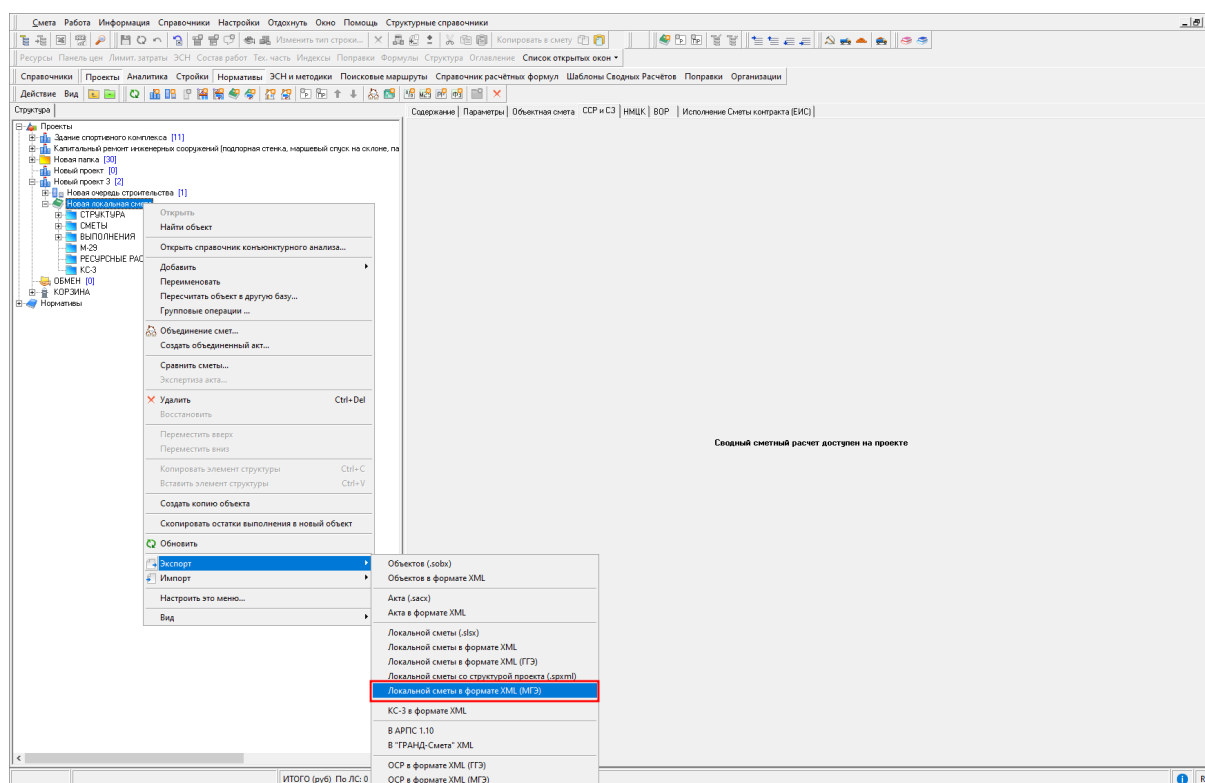 Смета Работа Информация Справочники Настройки Отдохнуть Окно Помощь Структурные справочники
Изменить тип строки... Копировать в смету
Ресурсы Панель цен Лимит. затраты ЭСН Состав работ Тех. часть Индексы Поправки Формулы Структура Оглавление Список открытых окон
Справочники Проекты Аналитика Стройки Нормативы ЭСН и методики Поисковые маршруты Справочник расчётных формул Шаблоны Сводных Расчётов Поправки Организации
Действие Вид
Структура
Содержание Параметры Объектная смета ССР и СЗ НМЦК ВОР Исполнение Сметы контракта (ЕИС)
Проекты
Здание спортивного комплекса [11]
Капитальный ремонт инженерных сооружений (подпорная стенка, маршевый спуск на склоне, па
Новая папка [30]
Новый проект [0]
Новый проект 3 [2]
Новая очередь строительства [1]
Новая локальная смета
СТРУКТУРА
СМЕТЫ
ВЫПОЛНЕНИЯ
М-29
РЕСУРСНЫЕ РАС
КС-3
ОБМЕН [0]
КОРЗИНА
Нормативы
Открыть
Найти объект
Открыть справочник конъюнктурного анализа...
Добавить
Переименовать
Пересчитать объект в другую базу...
Групповые операции ...
Объединение смет...
Создать объединенный акт...
Сравнить сметы...
Экспертиза акта...
Удалить Ctrl+Del
Восстановить
Переместить вверх
Переместить вниз
Копировать элемент структуры Ctrl+C
Вставить элемент структуры Ctrl+V
Создать копию объекта
Скопировать остатки выполнения в новый объект
Обновить
Экспорт
Импорт
Настроить это меню...
Вид
Сводный сметный расчет доступен на проекте
Объектов (.sobx)
Объектов в формате XML
Акта (.sacx)
Акта в формате XML
Локальной сметы (.slsx)
Локальной сметы в формате XML
Локальной сметы в формате XML (ГГЭ)
Локальной сметы со структурой проекта (.spxml)
Локальной сметы в формате XML (МГЭ)
КС-3 в формате XML
В АРПС 1.10
В "ГРАНД-Смета" XML
ОСР в формате XML (ГГЭ)
ОСР в формате XML (МГЭ)
ИТОГО (руб) По ЛС: 0
R